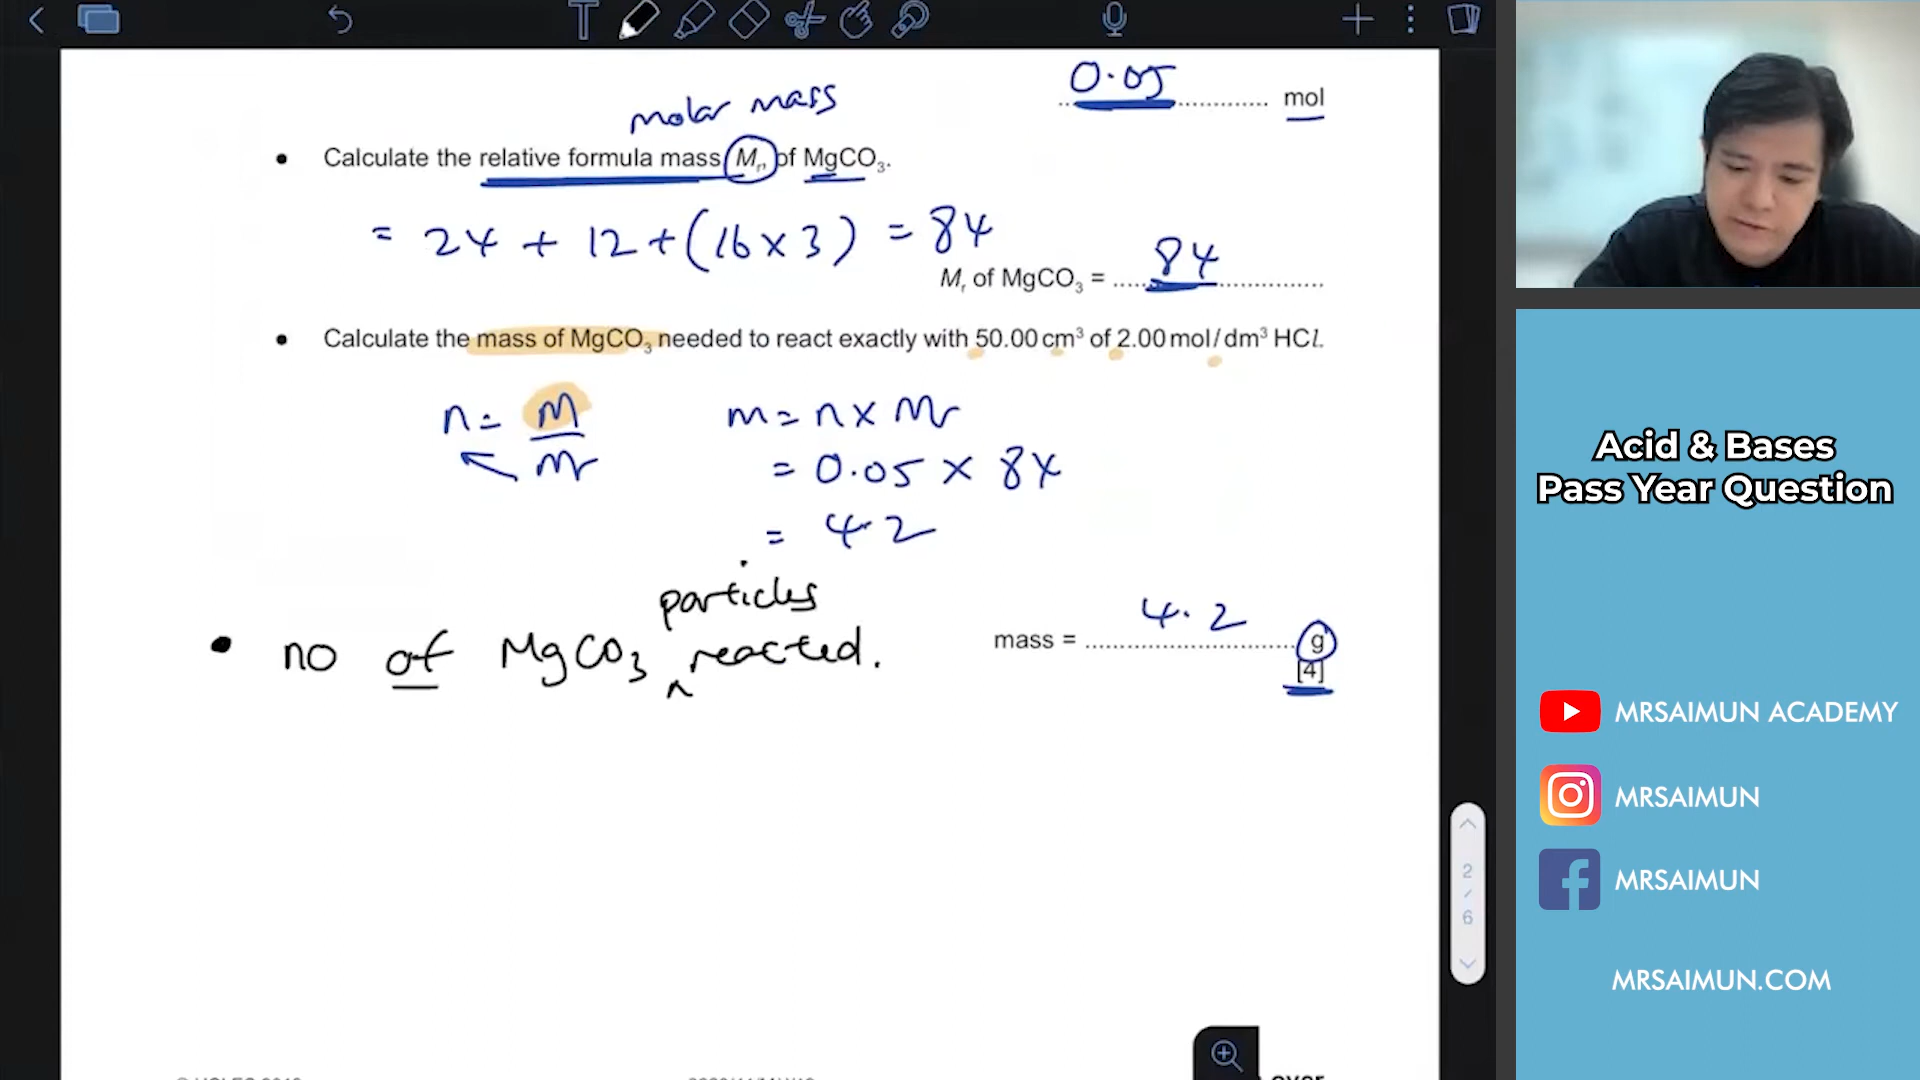 0.05
mol
molar mass
• Calculate the relative formula mass, Mr, of MgCO₃.
= 24 + 12 + (16 × 3) = 84
84
Mr of MgCO₃ =
• Calculate the mass of MgCO₃ needed to react exactly with 50.00 cm³ of 2.00 mol/dm³ HCl.
n = m/Mr
m = n × Mr
= 0.05 × 84
= 4.2
particles
• no of MgCO₃ ^ reacted.
4.2
mass = g
[4]
2
/
6
Acid & Bases
Pass Year Question
MRSAIMUN ACADEMY
MRSAIMUN
MRSAIMUN
MRSAIMUN.COM